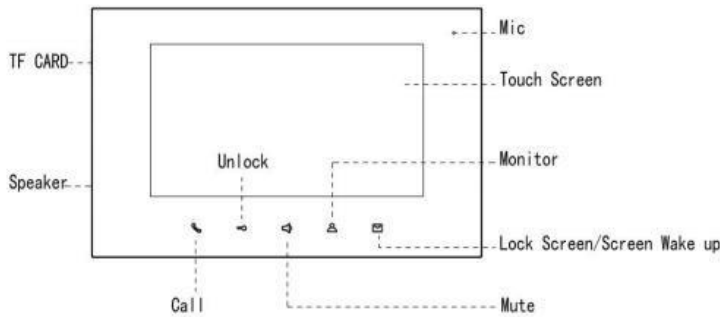 Mic
TF CARD
Touch Screen
Unlock
Monitor
Speaker
Lock Screen/Screen Wake up
Call
Mute